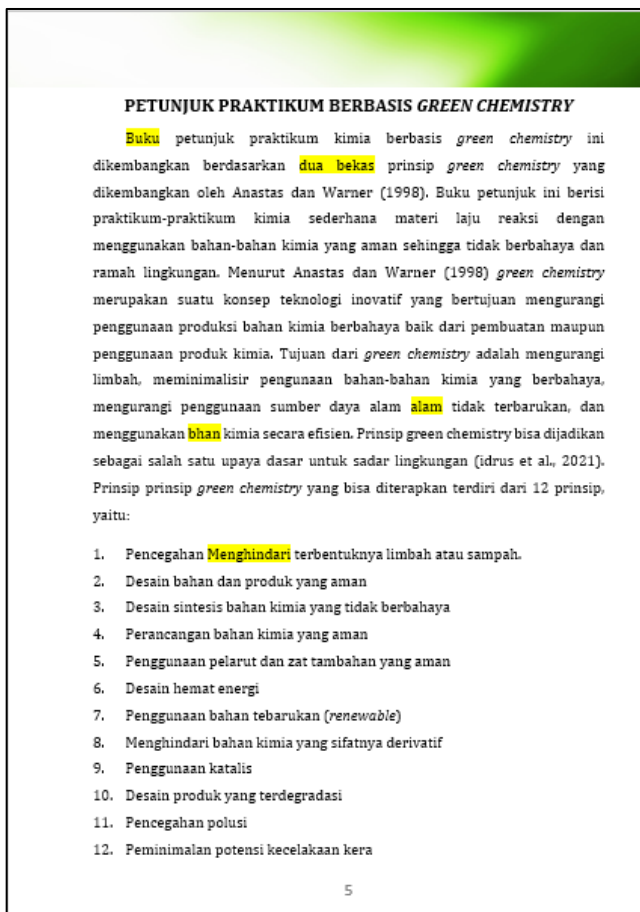 PETUNJUK PRAKTIKUM BERBASIS GREEN CHEMISTRY
Buku petunjuk praktikum kimia berbasis green chemistry ini
dikembangkan berdasarkan dua bekas prinsip green chemistry yang
dikembangkan oleh Anastas dan Warner (1998). Buku petunjuk ini berisi
praktikum-praktikum kimia sederhana materi laju reaksi dengan
menggunakan bahan-bahan kimia yang aman sehingga tidak berbahaya dan
ramah lingkungan. Menurut Anastas dan Warner (1998) green chemistry
merupakan suatu konsep teknologi inovatif yang bertujuan mengurangi
penggunaan produksi bahan kimia berbahaya baik dari pembuatan maupun
penggunaan produk kimia. Tujuan dari green chemistry adalah mengurangi
limbah, meminimalisir pengunaan bahan-bahan kimia yang berbahaya,
mengurangi penggunaan sumber daya alam alam tidak terbarukan, dan
menggunakan bhan kimia secara efisien. Prinsip green chemistry bisa dijadikan
sebagai salah satu upaya dasar untuk sadar lingkungan (idrus et al., 2021).
Prinsip prinsip green chemistry yang bisa diterapkan terdiri dari 12 prinsip,
yaitu:
1. Pencegahan Menghindari terbentuknya limbah atau sampah.
2. Desain bahan dan produk yang aman
3. Desain sintesis bahan kimia yang tidak berbahaya
4. Perancangan bahan kimia yang aman
5. Penggunaan pelarut dan zat tambahan yang aman
6. Desain hemat energi
7. Penggunaan bahan tebarukan (renewable)
8. Menghindari bahan kimia yang sifatnya derivatif
9. Penggunaan katalis
10. Desain produk yang terdegradasi
11. Pencegahan polusi
12. Peminimalan potensi kecelakaan kera
5